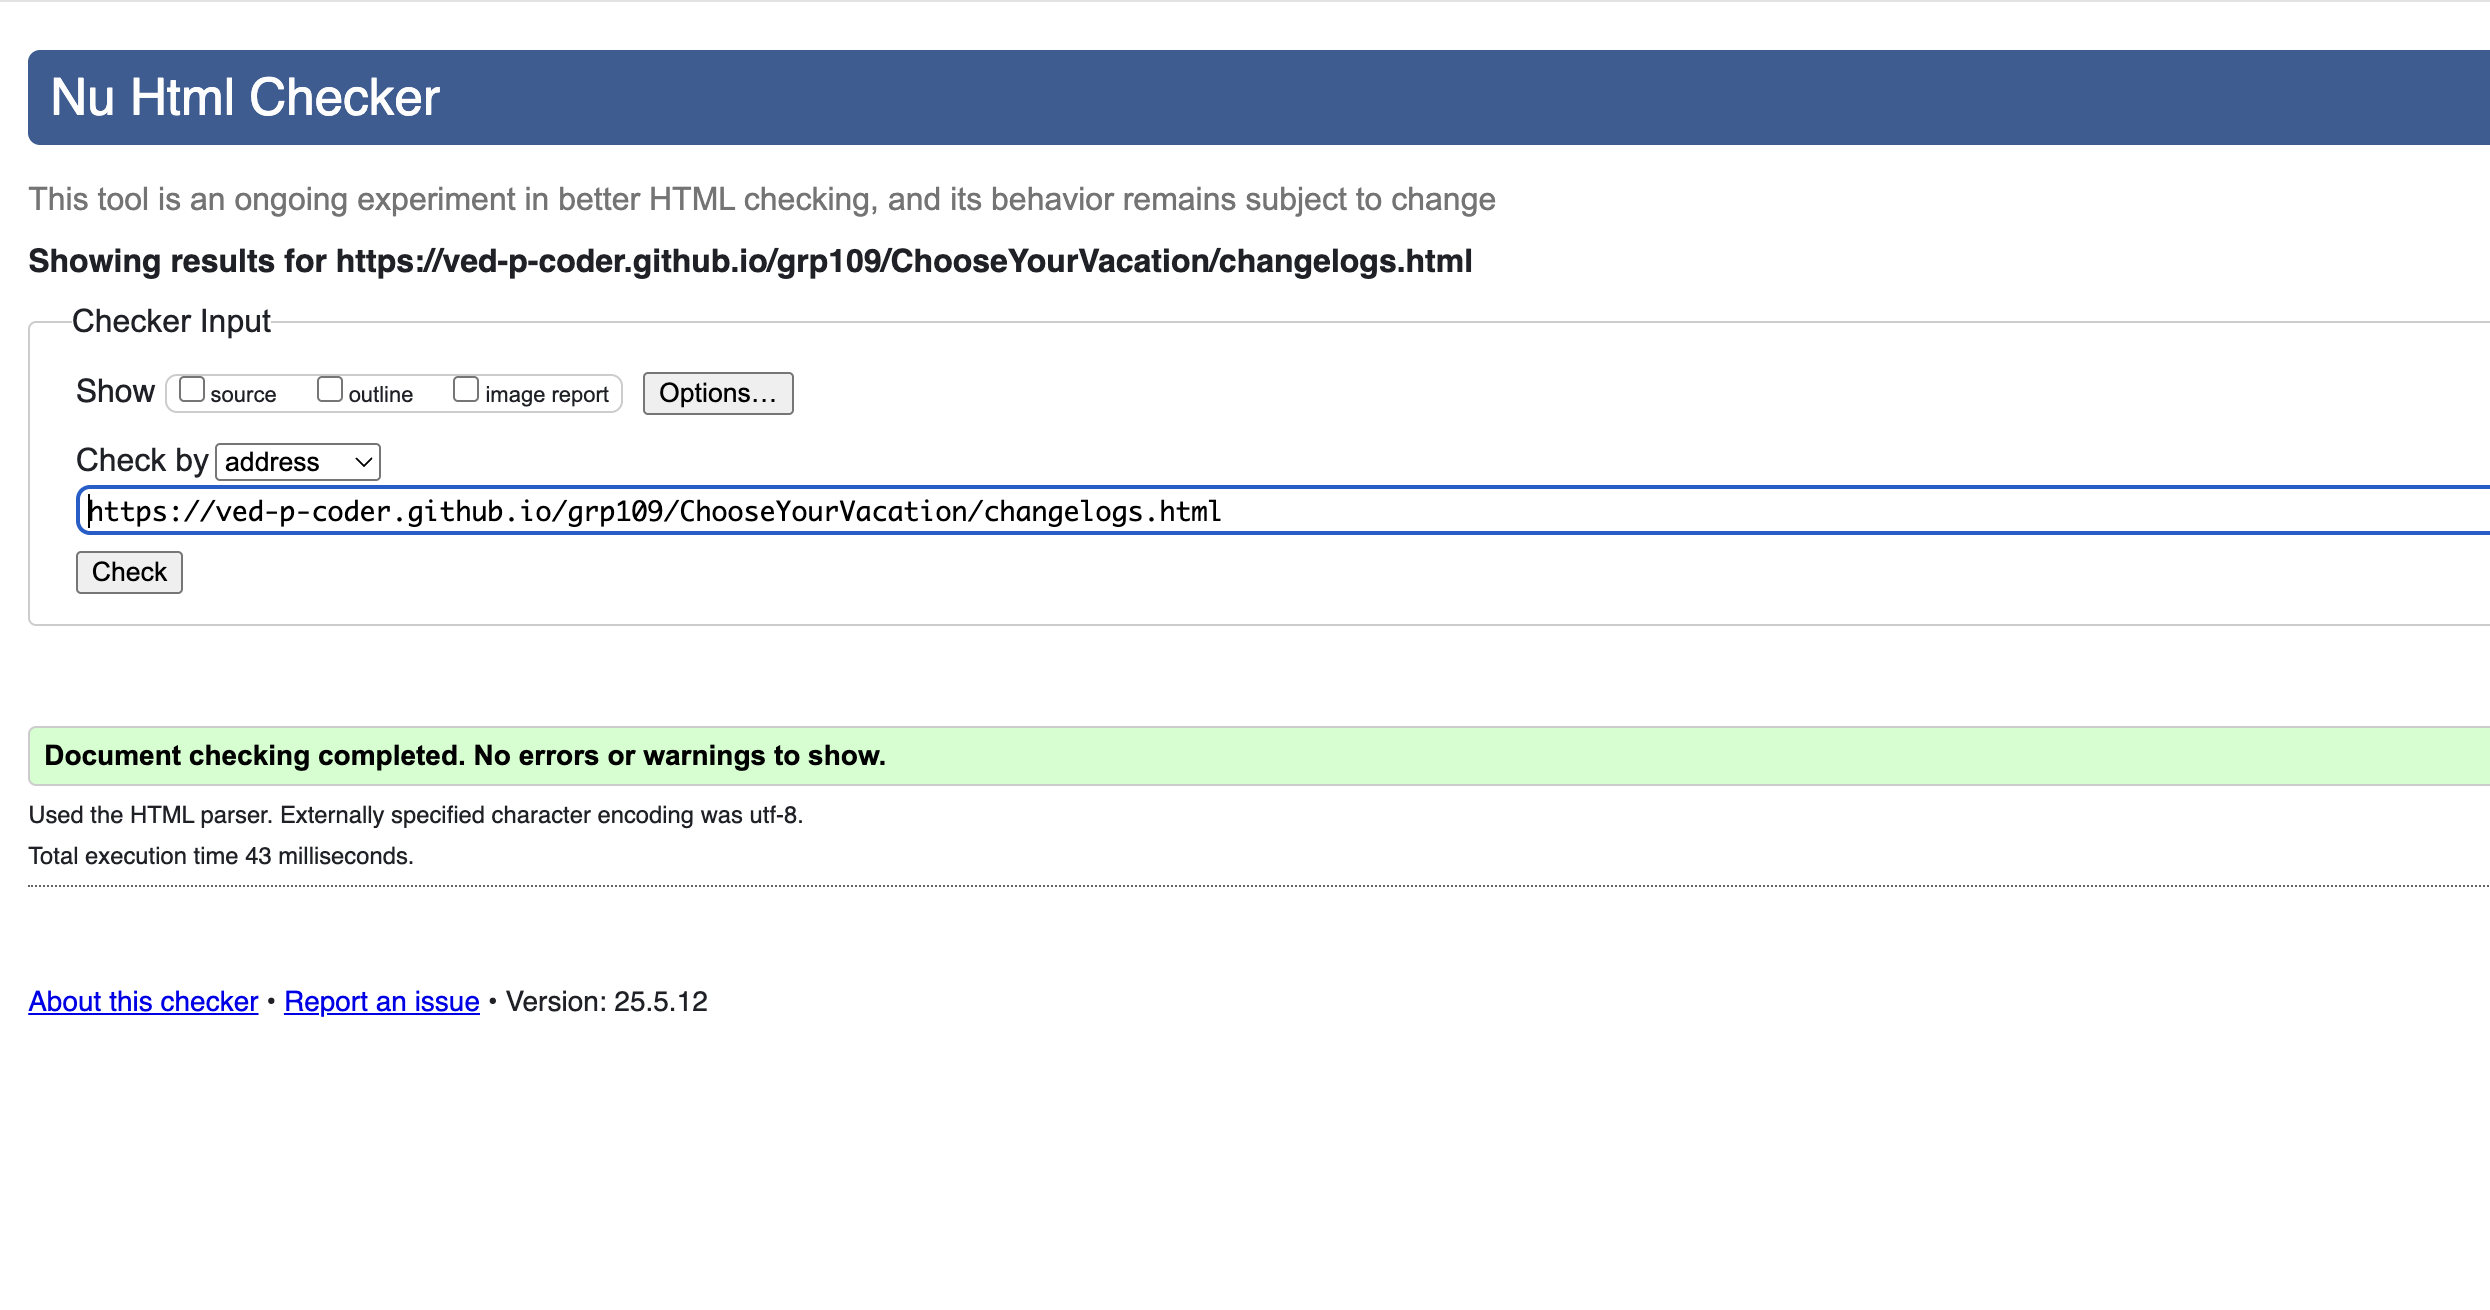 Nu Html Checker
This tool is an ongoing experiment in better HTML checking, and its behavior remains subject to change
Showing results for https://ved-p-coder.github.io/grp109/ChooseYourVacation/changelogs.html
Checker Input
Show source outline image report Options...
Check by address
https://ved-p-coder.github.io/grp109/ChooseYourVacation/changelogs.html
Check
Document checking completed. No errors or warnings to show.
Used the HTML parser. Externally specified character encoding was utf-8.
Total execution time 43 milliseconds.
About this checker • Report an issue • Version: 25.5.12